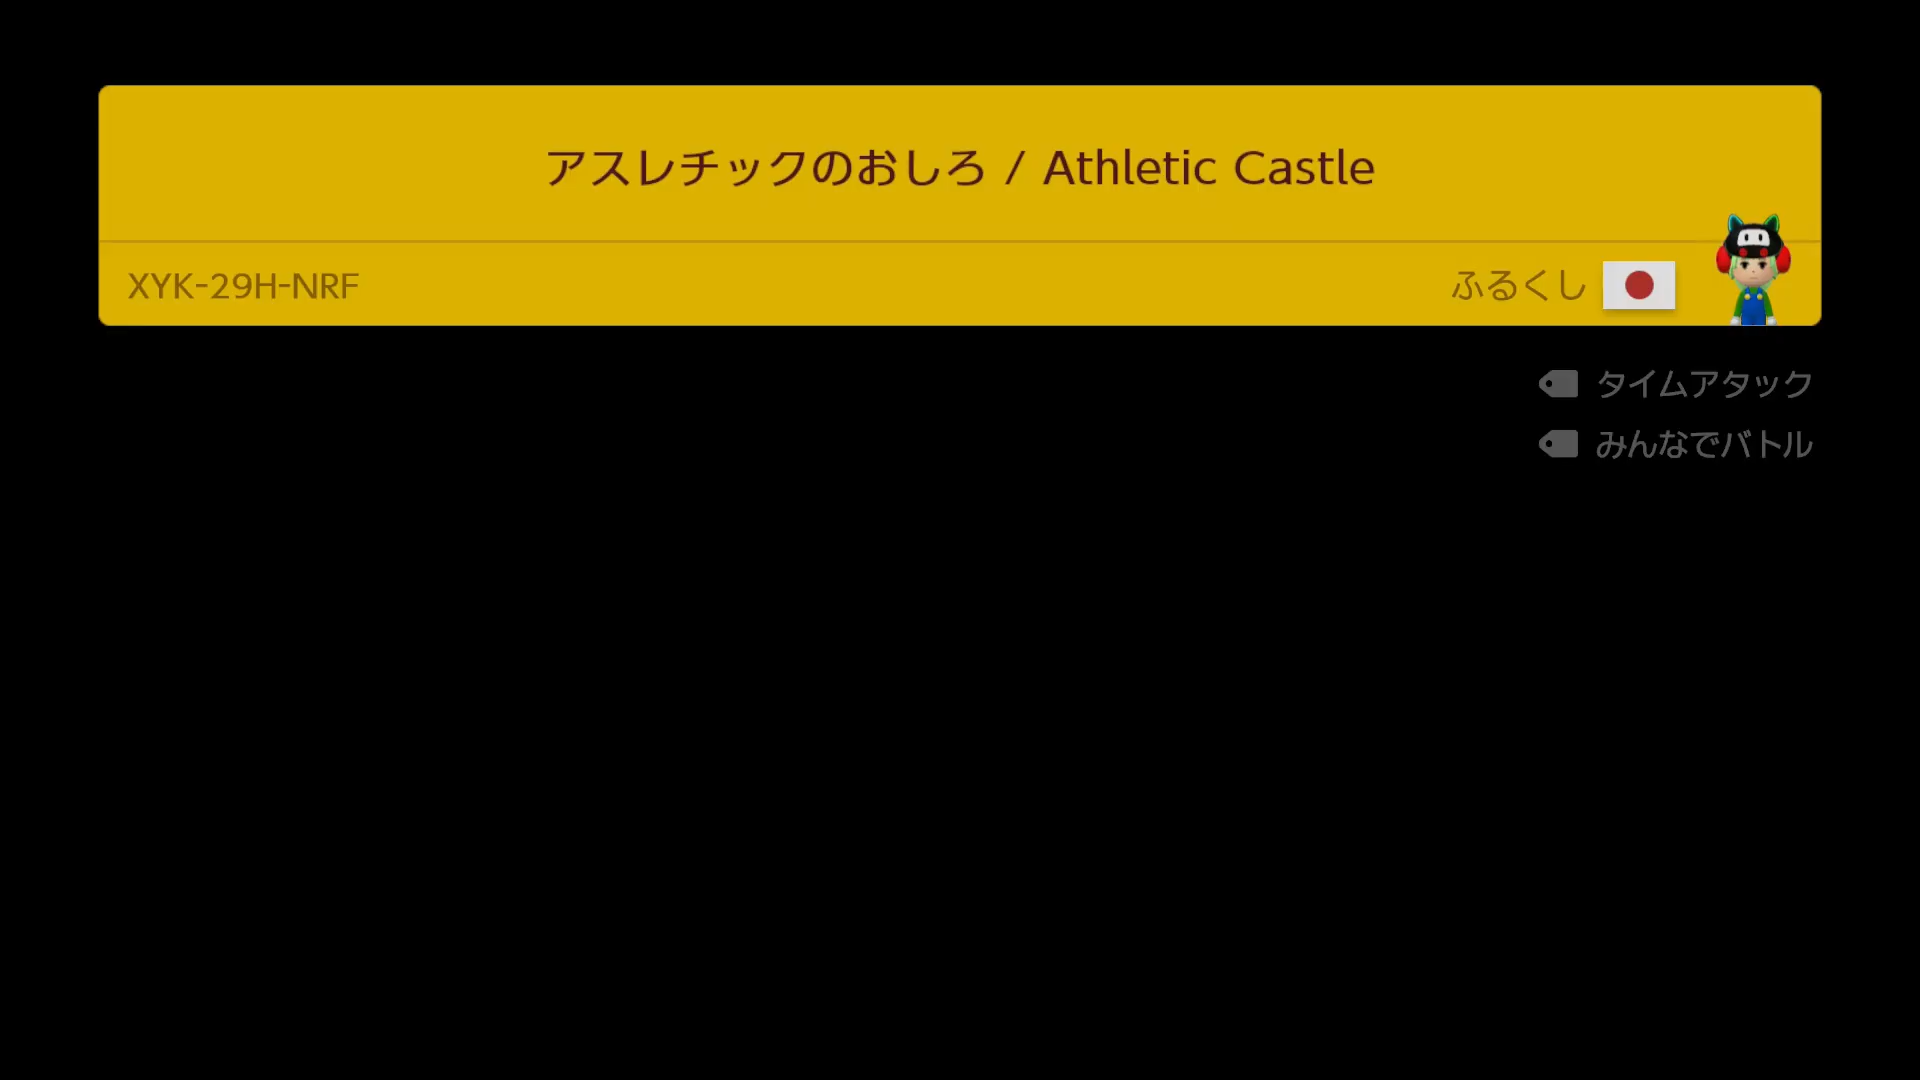 アスレチックのおしろ / Athletic Castle
XYK-29H-NRF
ふるくし
タイムアタック
みんなでバトル